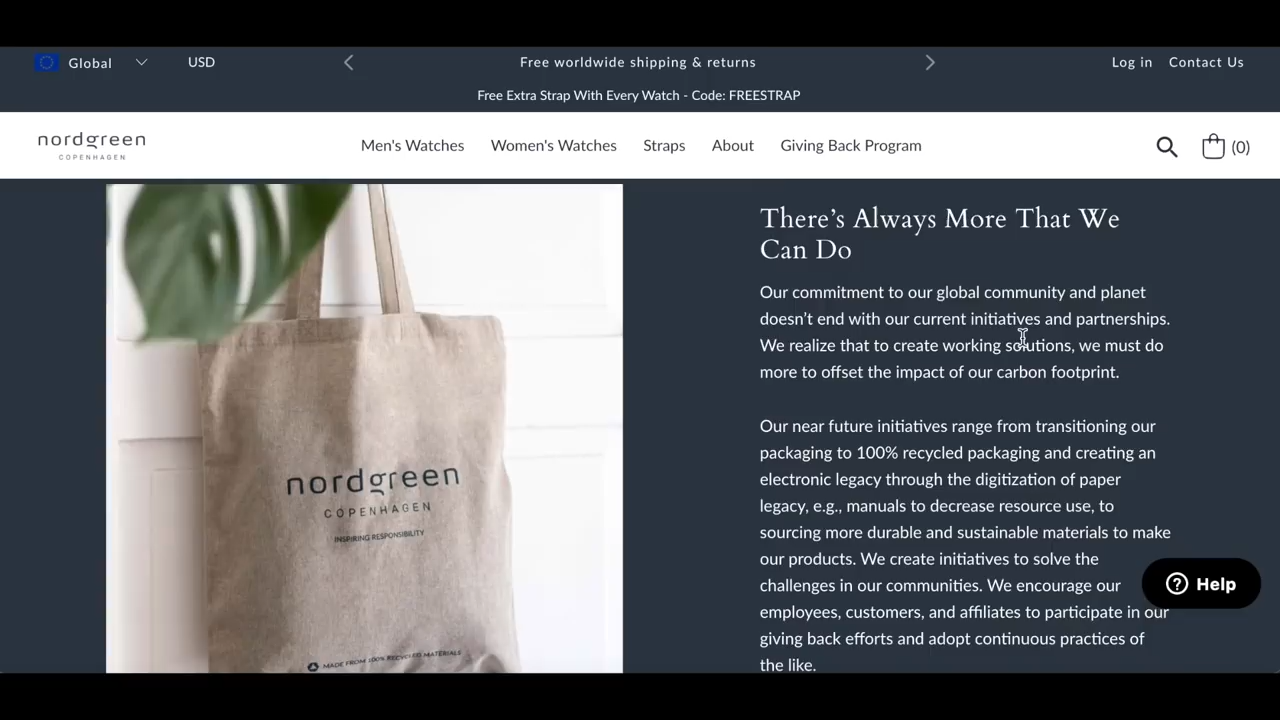 Global USD Free worldwide shipping & returns Log in Contact Us
Free Extra Strap With Every Watch - Code: FREESTRAP
nordgreen
COPENHAGEN
Men's Watches Women's Watches Straps About Giving Back Program (0)
nordgreen
COPENHAGEN
INSPIRING RESPONSIBILITY
MADE FROM 100% RECYCLED MATERIALS
There’s Always More That We
Can Do
Our commitment to our global community and planet
doesn’t end with our current initiatives and partnerships.
We realize that to create working solutions, we must do
more to offset the impact of our carbon footprint.
Our near future initiatives range from transitioning our
packaging to 100% recycled packaging and creating an
electronic legacy through the digitization of paper
legacy, e.g., manuals to decrease resource use, to
sourcing more durable and sustainable materials to make
our products. We create initiatives to solve the
challenges in our communities. We encourage our
employees, customers, and affiliates to participate in our
giving back efforts and adopt continuous practices of
the like.
Help